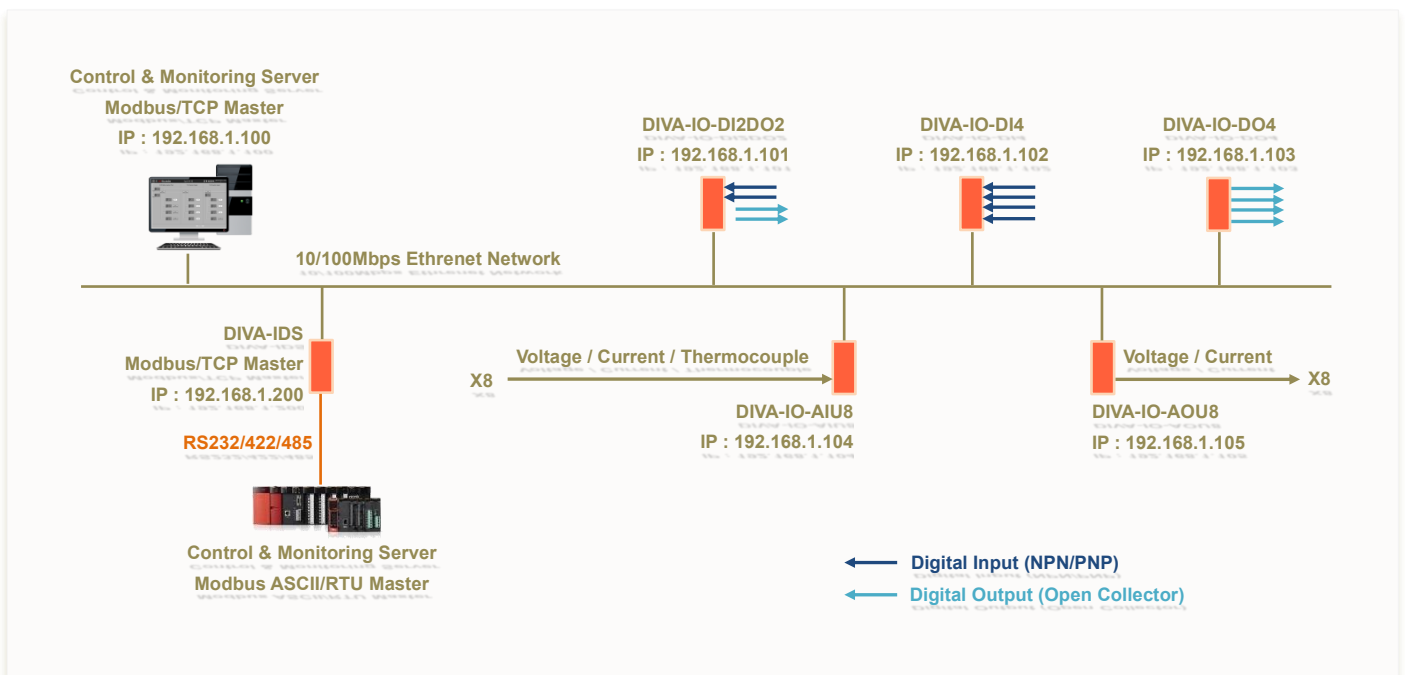 Control & Monitoring Server
Modbus/TCP Master
IP : 192.168.1.100
DIVA-IO-DI2DO2
IP : 192.168.1.101
DIVA-IO-DI4
IP : 192.168.1.102
DIVA-IO-DO4
IP : 192.168.1.103
10/100Mbps Ethrenet Network
DIVA-IDS
Modbus/TCP Master
IP : 192.168.1.200
RS232/422/485
Control & Monitoring Server
Modbus ASCII/RTU Master
X8
Voltage / Current / Thermocouple
DIVA-IO-AIU8
IP : 192.168.1.104
Voltage / Current
X8
DIVA-IO-AOU8
IP : 192.168.1.105
Digital Input (NPN/PNP)
Digital Output (Open Collector)